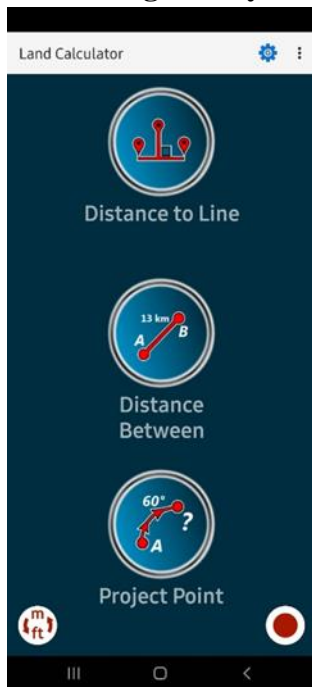 Land Calculator
Distance to Line
13 km
A
B
Distance
Between
60°
?
A
Project Point
m
ft